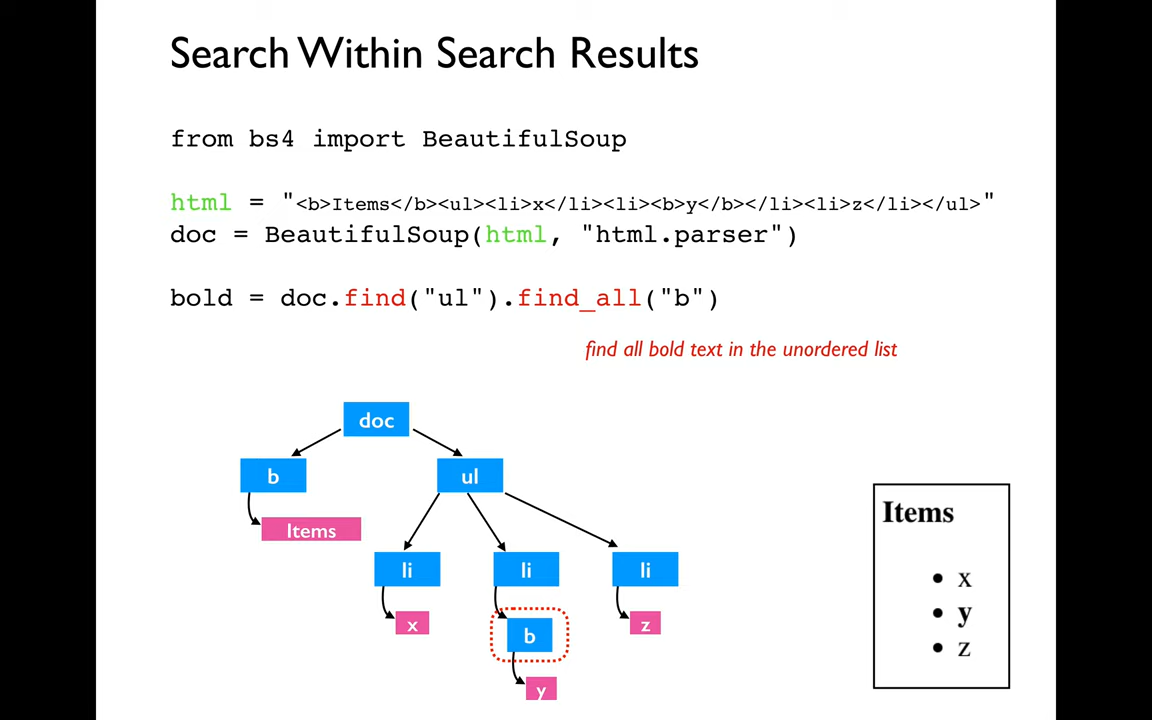 Search Within Search Results
from bs4 import BeautifulSoup
html = "<b>Items</b><ul><li>x</li><li><b>y</b></li><li>z</li></ul>"
doc = BeautifulSoup(html, "html.parser")
bold = doc.find("ul").find_all("b")
find all bold text in the unordered list
doc
b
ul
Items
li
li
li
x
b
z
y
Items
• x
• y
• z